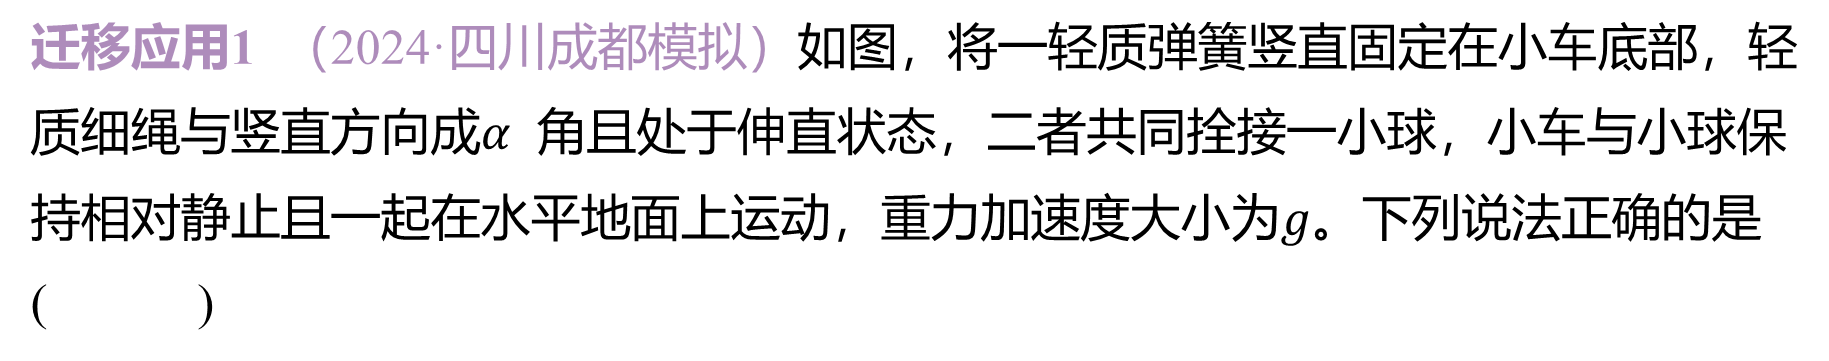 迁移应用1 （2024·四川成都模拟）如图，将一轻质弹簧竖直固定在小车底部，轻
质细绳与竖直方向成α 角且处于伸直状态，二者共同拴接一小球，小车与小球保
持相对静止且一起在水平地面上运动，重力加速度大小为g。下列说法正确的是
(      )